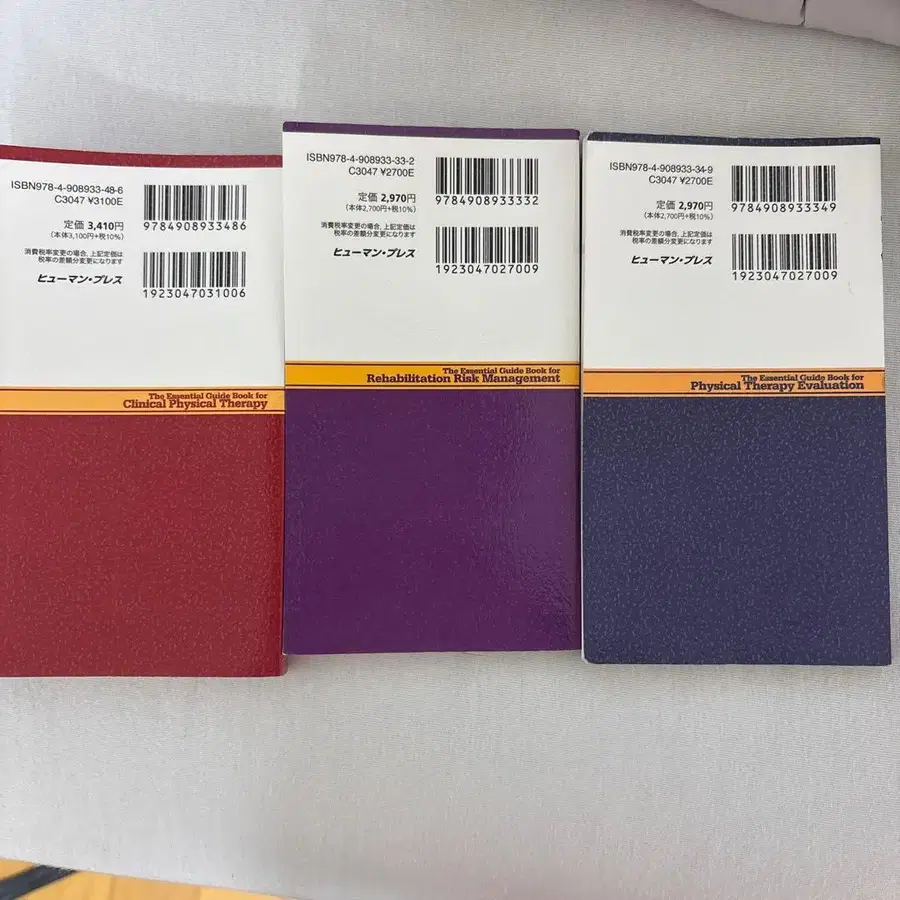 ISBN978-4-908933-48-6
C3047 ¥3100E
9784908933486
定価 3,410円
(本体3,100円+税10%)
消費税率変更の場合、上記定価は
税率の差額分変更になります
ヒューマン・プレス
1923047031006
The Essential Guide Book for
Clinical Physical Therapy
ISBN978-4-908933-33-2
C3047 ¥2700E
9784908933332
定価 2,970円
(本体2,700円+税10%)
消費税率変更の場合、上記定価は
税率の差額分変更になります
ヒューマン・プレス
1923047027009
The Essential Guide Book for
Rehabilitation Risk Management
ISBN978-4-908933-34-9
C3047 ¥2700E
9784908933349
定価 2,970円
(本体2,700円+税10%)
消費税率変更の場合、上記定価は
税率の差額分変更になります
ヒューマン・プレス
1923047027009
The Essential Guide Book for
Physical Therapy Evaluation